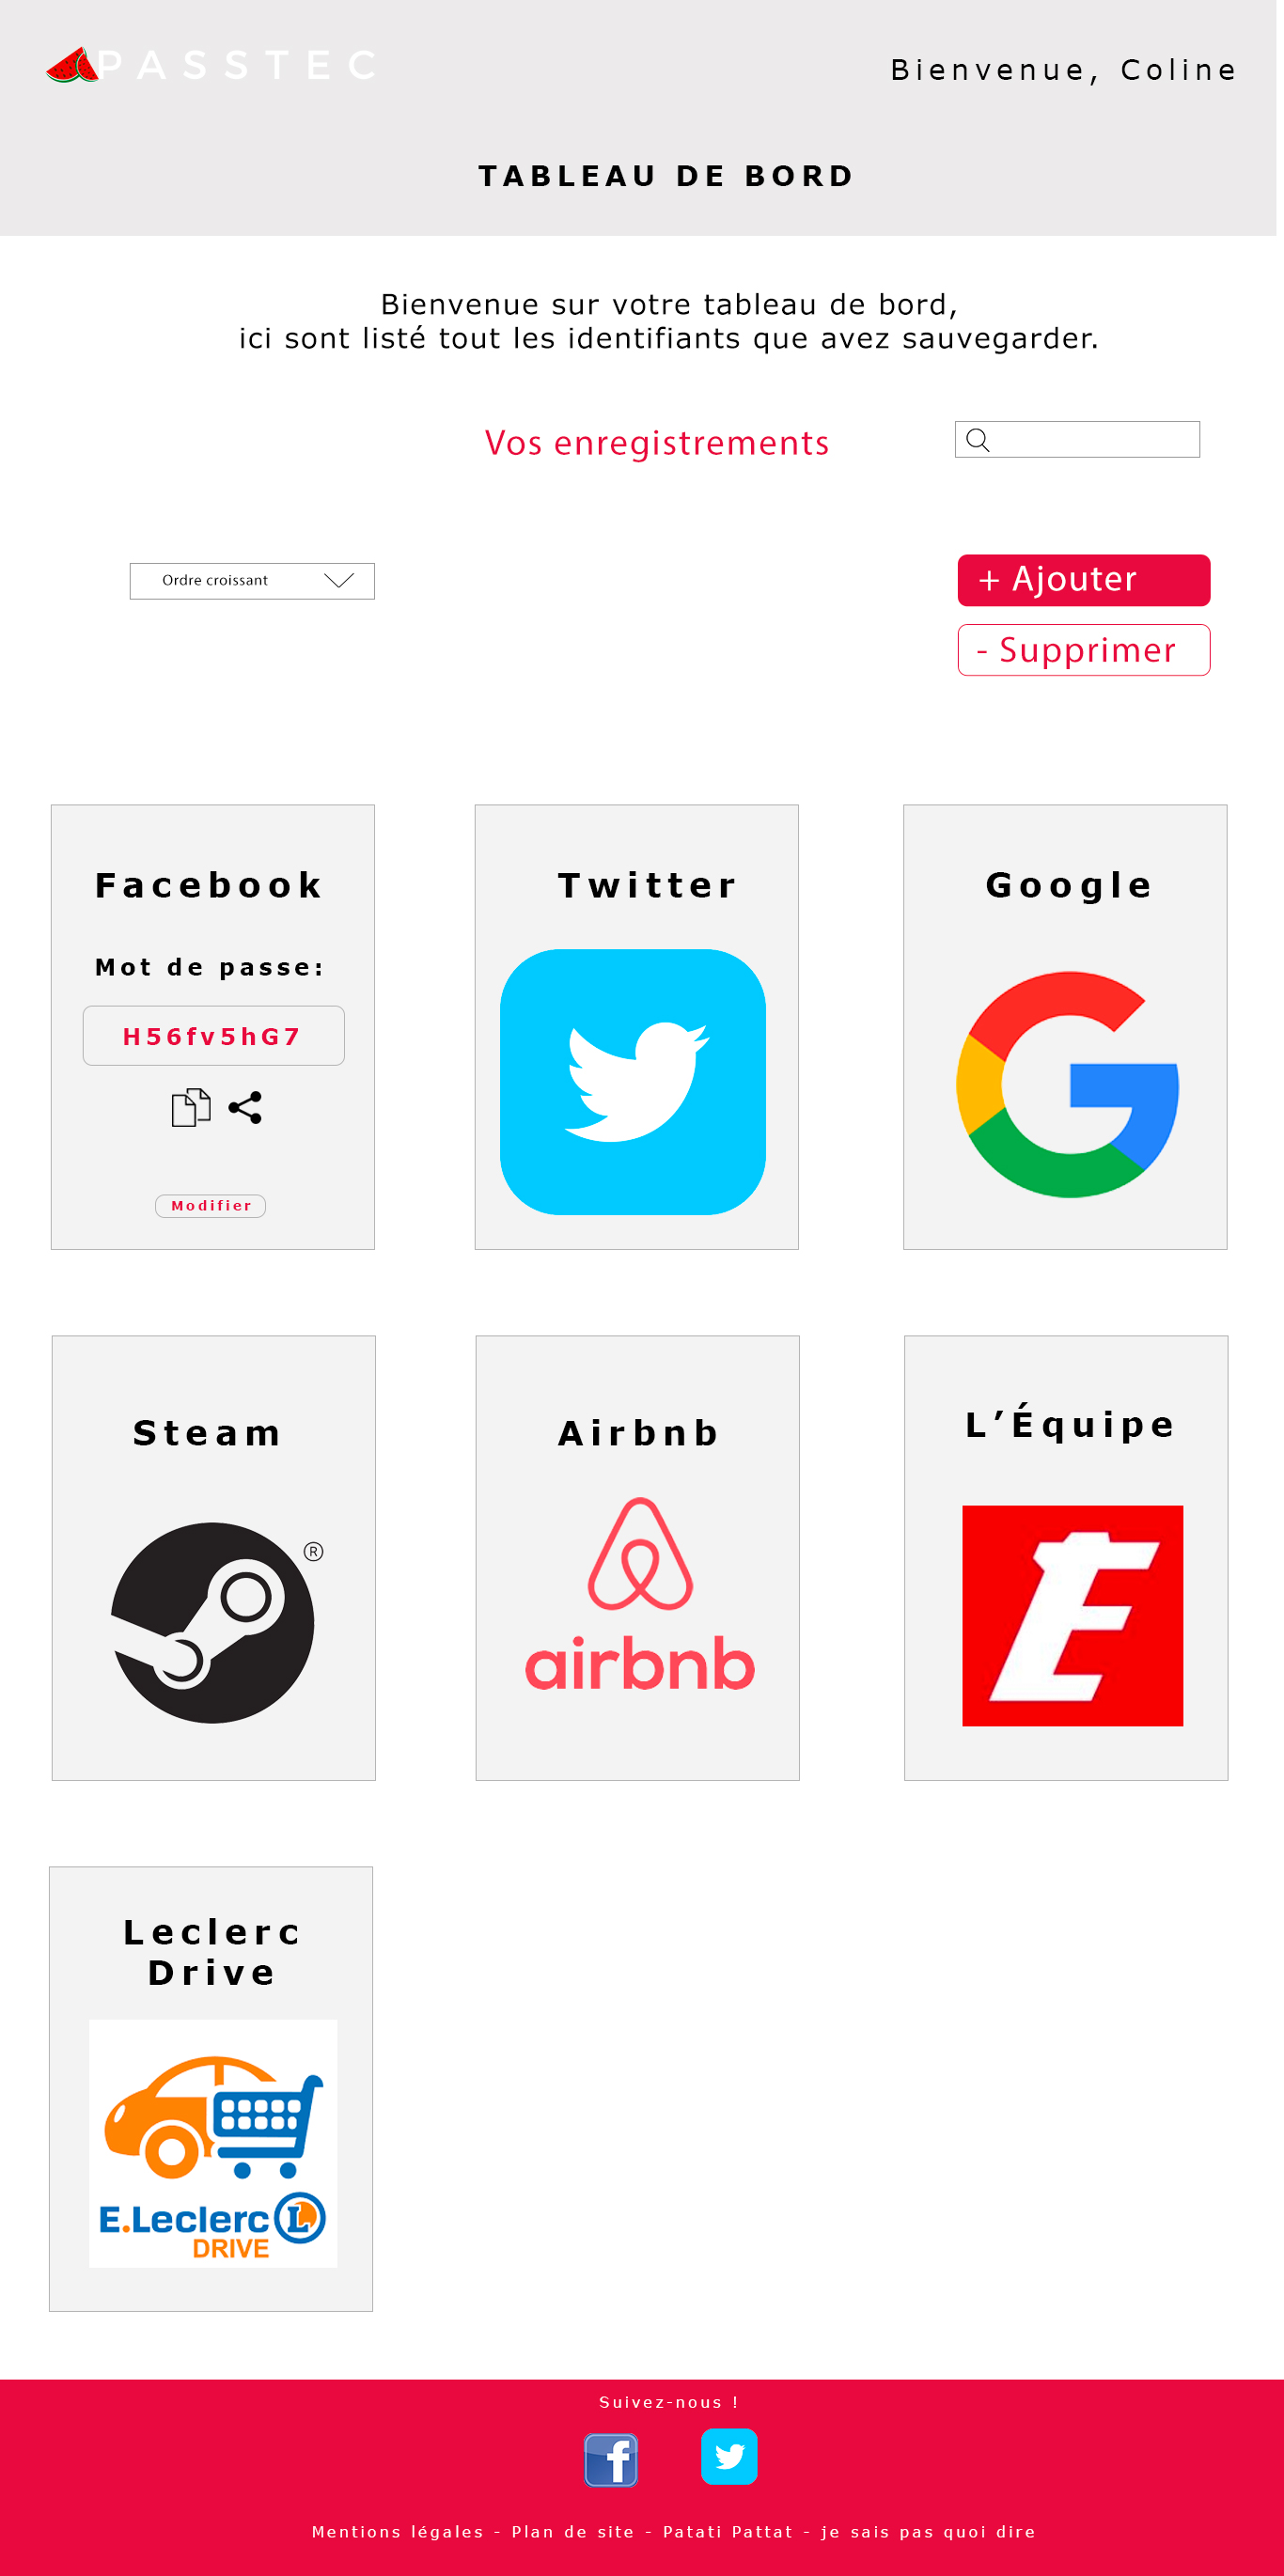 PASSTEC
Bienvenue, Coline
TABLEAU DE BORD
Bienvenue sur votre tableau de bord,
ici sont listé tout les identifiants que avez sauvegarder.
Vos enregistrements
Ordre croissant
+ Ajouter
- Supprimer
Facebook
Mot de passe:
H56fv5hG7
Modifier
Twitter
Google
Steam
®
Airbnb
airbnb
L’Équipe
E
Leclerc
Drive
E.Leclerc L
DRIVE
Suivez-nous !
f
Mentions légales - Plan de site - Patati Pattat - je sais pas quoi dire